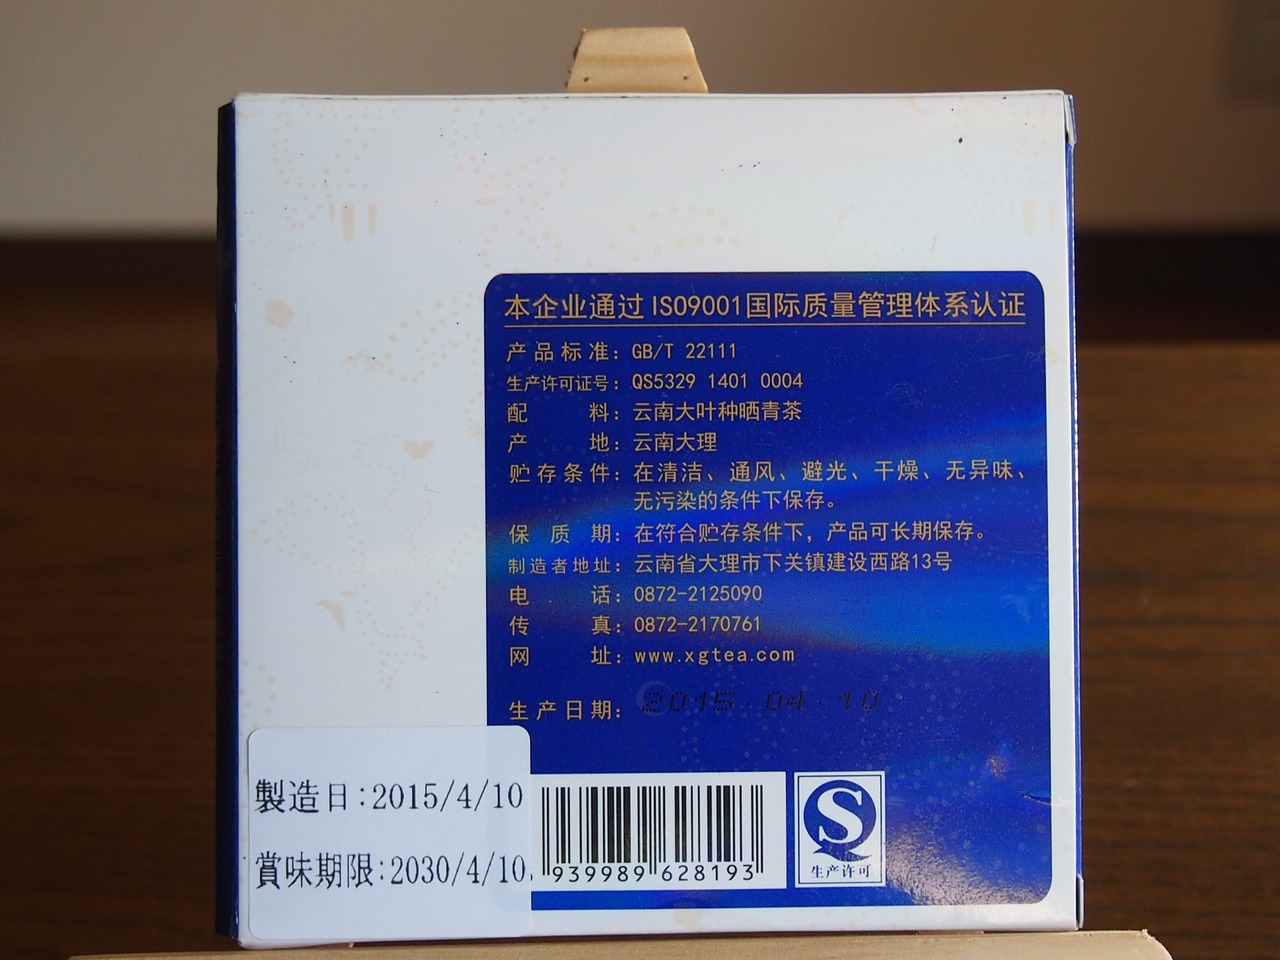 本企业通过ISO9001国际质量管理体系认证
产品标准：GB/T 22111
生产许可证号：QS5329 1401 0004
配料：云南大叶种晒青茶
产地：云南大理
贮存条件：在清洁、通风、避光、干燥、无异味、
无污染的条件下保存。
保质期：在符合贮存条件下，产品可长期保存。
制造者地址：云南省大理市下关镇建设西路13号
电话：0872-2125090
传真：0872-2170761
网址：www.xgtea.com
生产日期：2015.04.10
製造日:2015/4/10
賞味期限:2030/4/10
939989 628193
生产许可